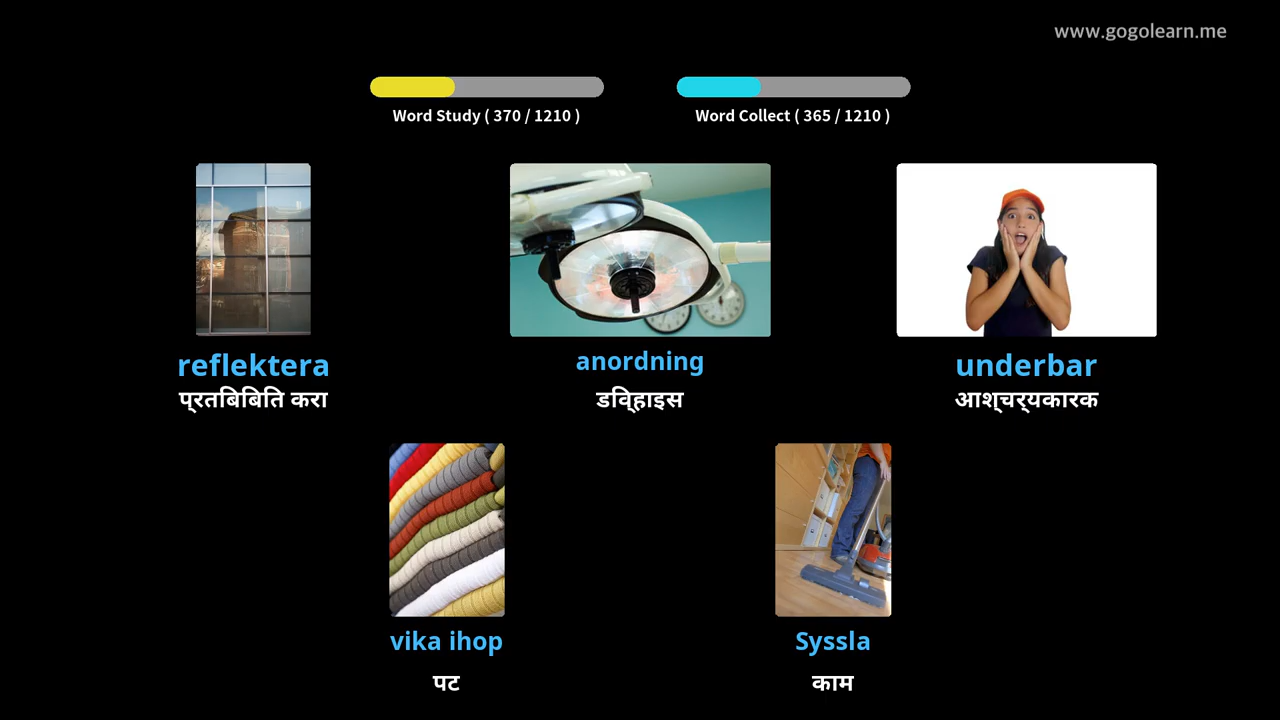 www.gogolearn.me
Word Study ( 370 / 1210 )
Word Collect ( 365 / 1210 )
reflektera
प्रतबिबिति करा
anordning
डव्हािइस
underbar
आश्चर्यकारक
vika ihop
पट
Syssla
काम